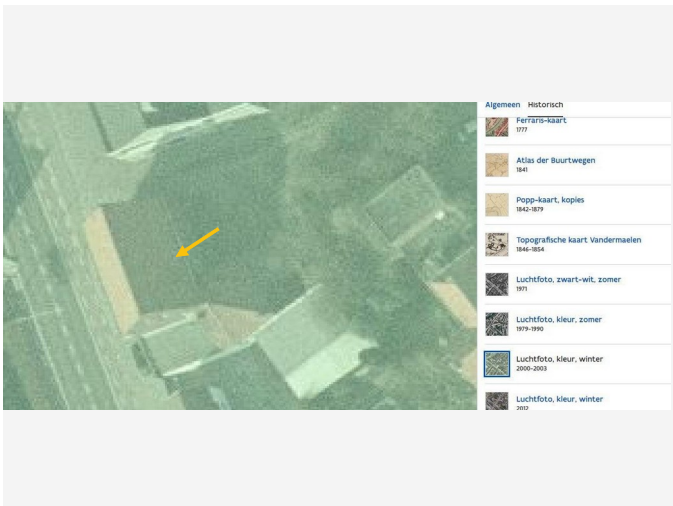 Algemeen Historisch
Ferraris-kaart
1777
Atlas der Buurtwegen
1841
Popp-kaart, kopies
1842-1879
Topografische kaart Vandermaelen
1846-1854
Luchtfoto, zwart-wit, zomer
1971
Luchtfoto, kleur, zomer
1979-1990
Luchtfoto, kleur, winter
2000-2003
Luchtfoto, kleur, winter
2012